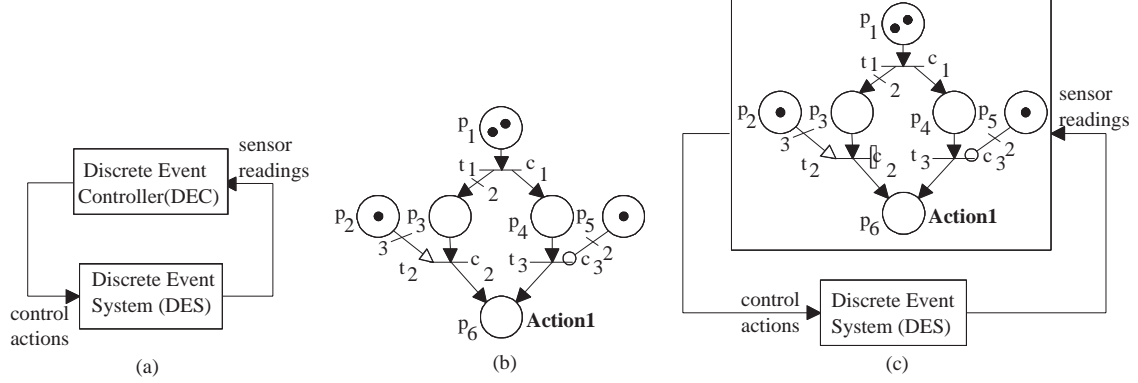 Discrete Event
Controller(DEC)
sensor
readings
Discrete Event
System (DES)
control
actions
(a)
p1
t1
2
c1
p2
3
p3
p4
p5
2
t2
c2
t3
c3
p6
Action1
(b)
p1
t1
2
c1
p2
3
p3
p4
p5
2
t2
c2
t3
c3
p6
Action1
sensor
readings
control
actions
Discrete Event
System (DES)
(c)